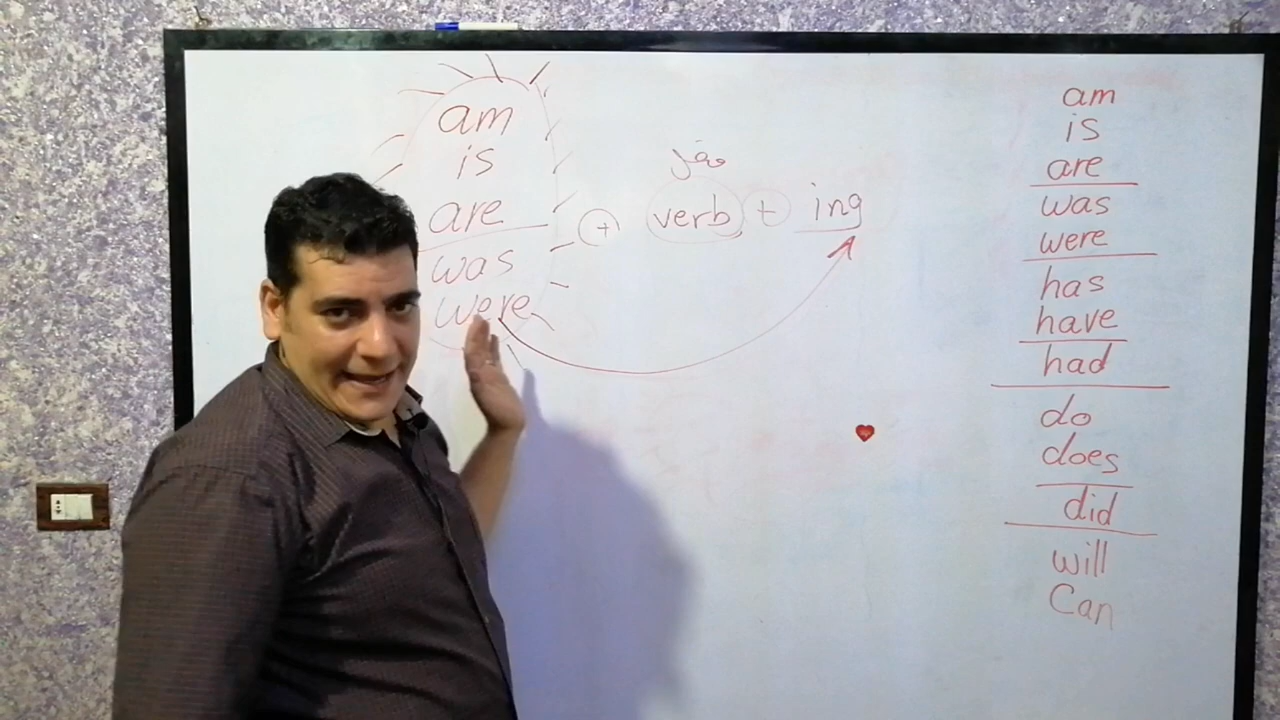 am
is
are
was
were
فعل
+ verb + ing
am
is
are
was
were
has
have
had
do
does
did
will
Can